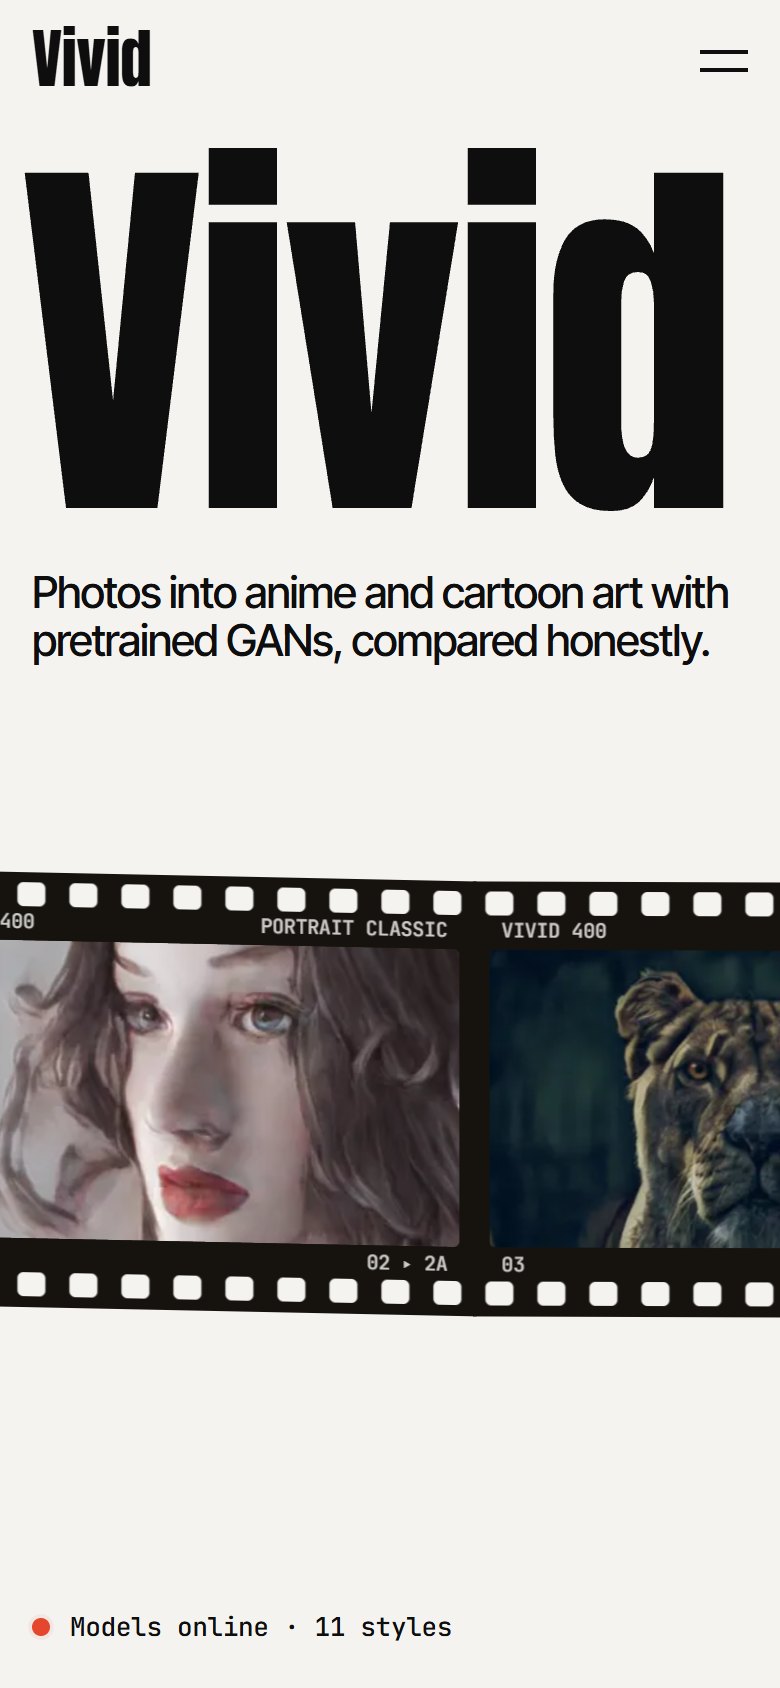 Vivid
Vivid
Photos into anime and cartoon art with
pretrained GANs, compared honestly.
400 PORTRAIT CLASSIC VIVID 400
02 ▸ 2A 03
Models online · 11 styles